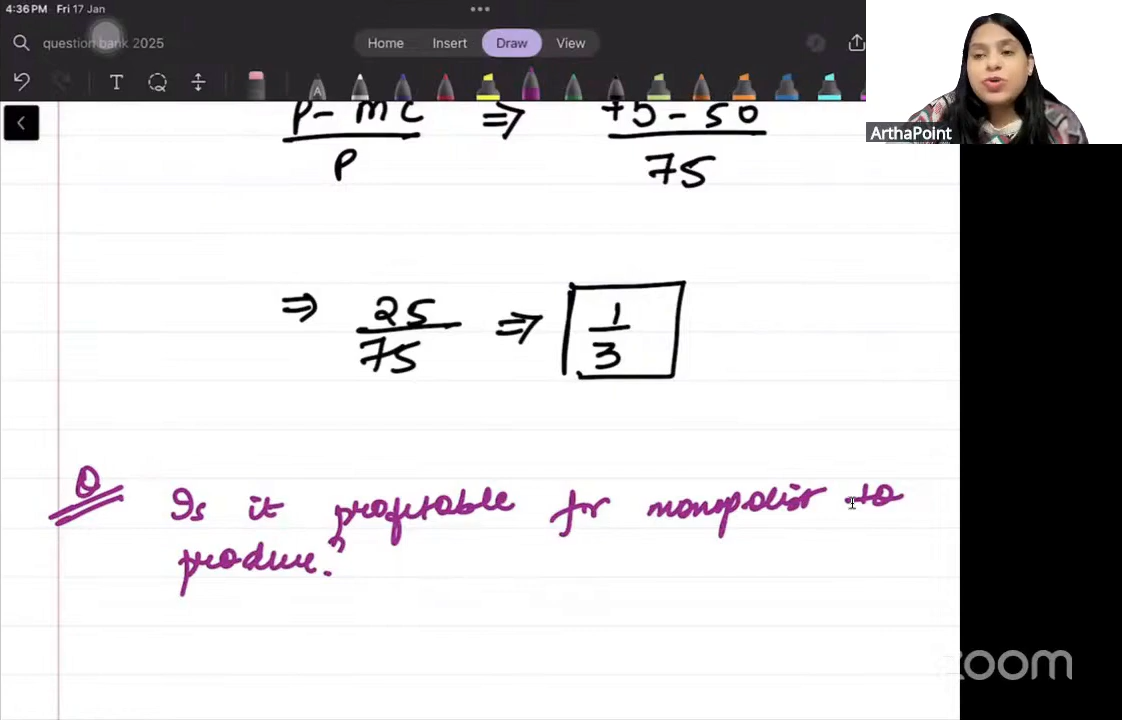 4:36 PM Fri 17 Jan
question bank 2025
Home Insert Draw View
T
A
ArthaPoint
P - MC ⇒ 75 - 50
P 75
⇒ 25 ⇒ 1
75 3
Q Is it profitable for monopolist to
produce?
zoom